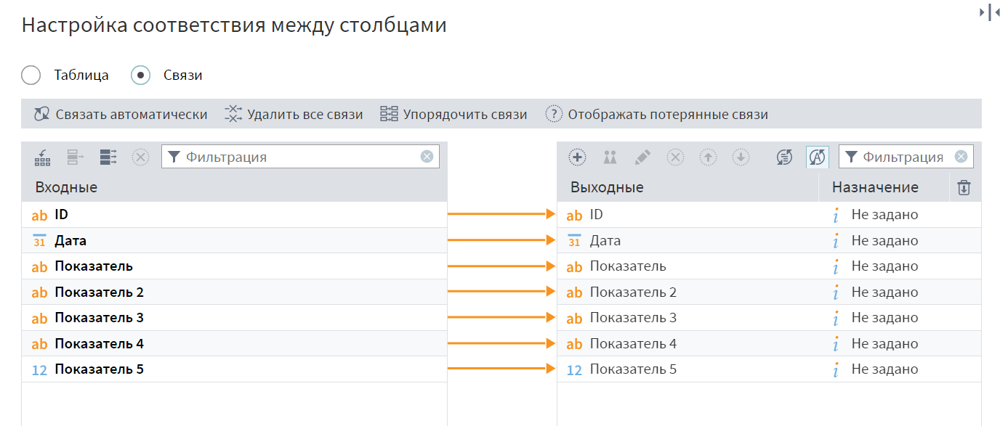 Настройка соответствия между столбцами
Таблица Связи
Связать автоматически Удалить все связи Упорядочить связи ? Отображать потерянные связи
Фильтрация A Фильтрация
Входные Выходные Назначение
ab ID ab ID i Не задано
31 Дата 31 Дата i Не задано
ab Показатель ab Показатель i Не задано
ab Показатель 2 ab Показатель 2 i Не задано
ab Показатель 3 ab Показатель 3 i Не задано
ab Показатель 4 ab Показатель 4 i Не задано
12 Показатель 5 12 Показатель 5 i Не задано